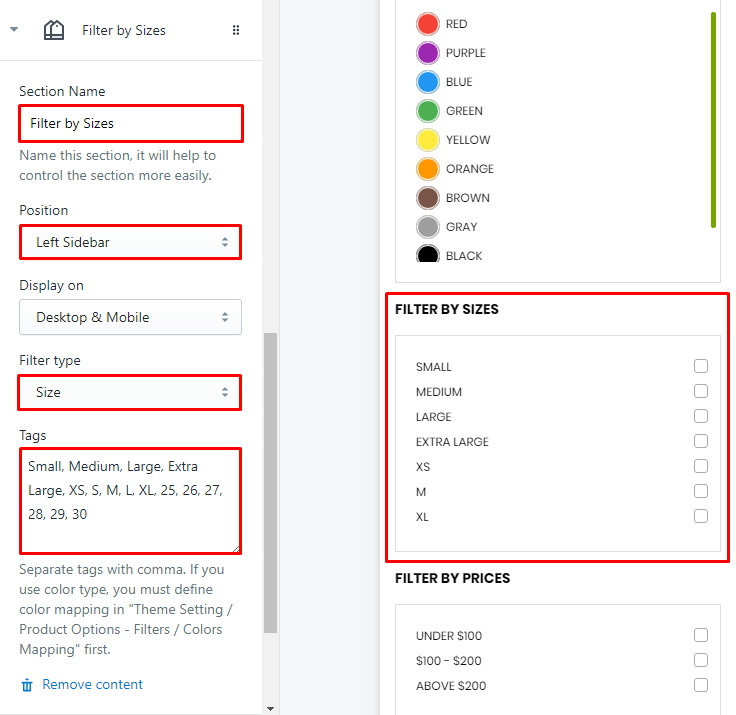 Filter by Sizes
Section Name
Filter by Sizes
Name this section, it will help to
control the section more easily.
Position
Left Sidebar
Display on
Desktop & Mobile
Filter type
Size
Tags
Small, Medium, Large, Extra
Large, XS, S, M, L, XL, 25, 26, 27,
28, 29, 30
Separate tags with comma. If you
use color type, you must define
color mapping in "Theme Setting /
Product Options - Filters / Colors
Mapping" first.
Remove content
RED
PURPLE
BLUE
GREEN
YELLOW
ORANGE
BROWN
GRAY
BLACK
FILTER BY SIZES
SMALL
MEDIUM
LARGE
EXTRA LARGE
XS
M
XL
FILTER BY PRICES
UNDER $100
$100 - $200
ABOVE $200